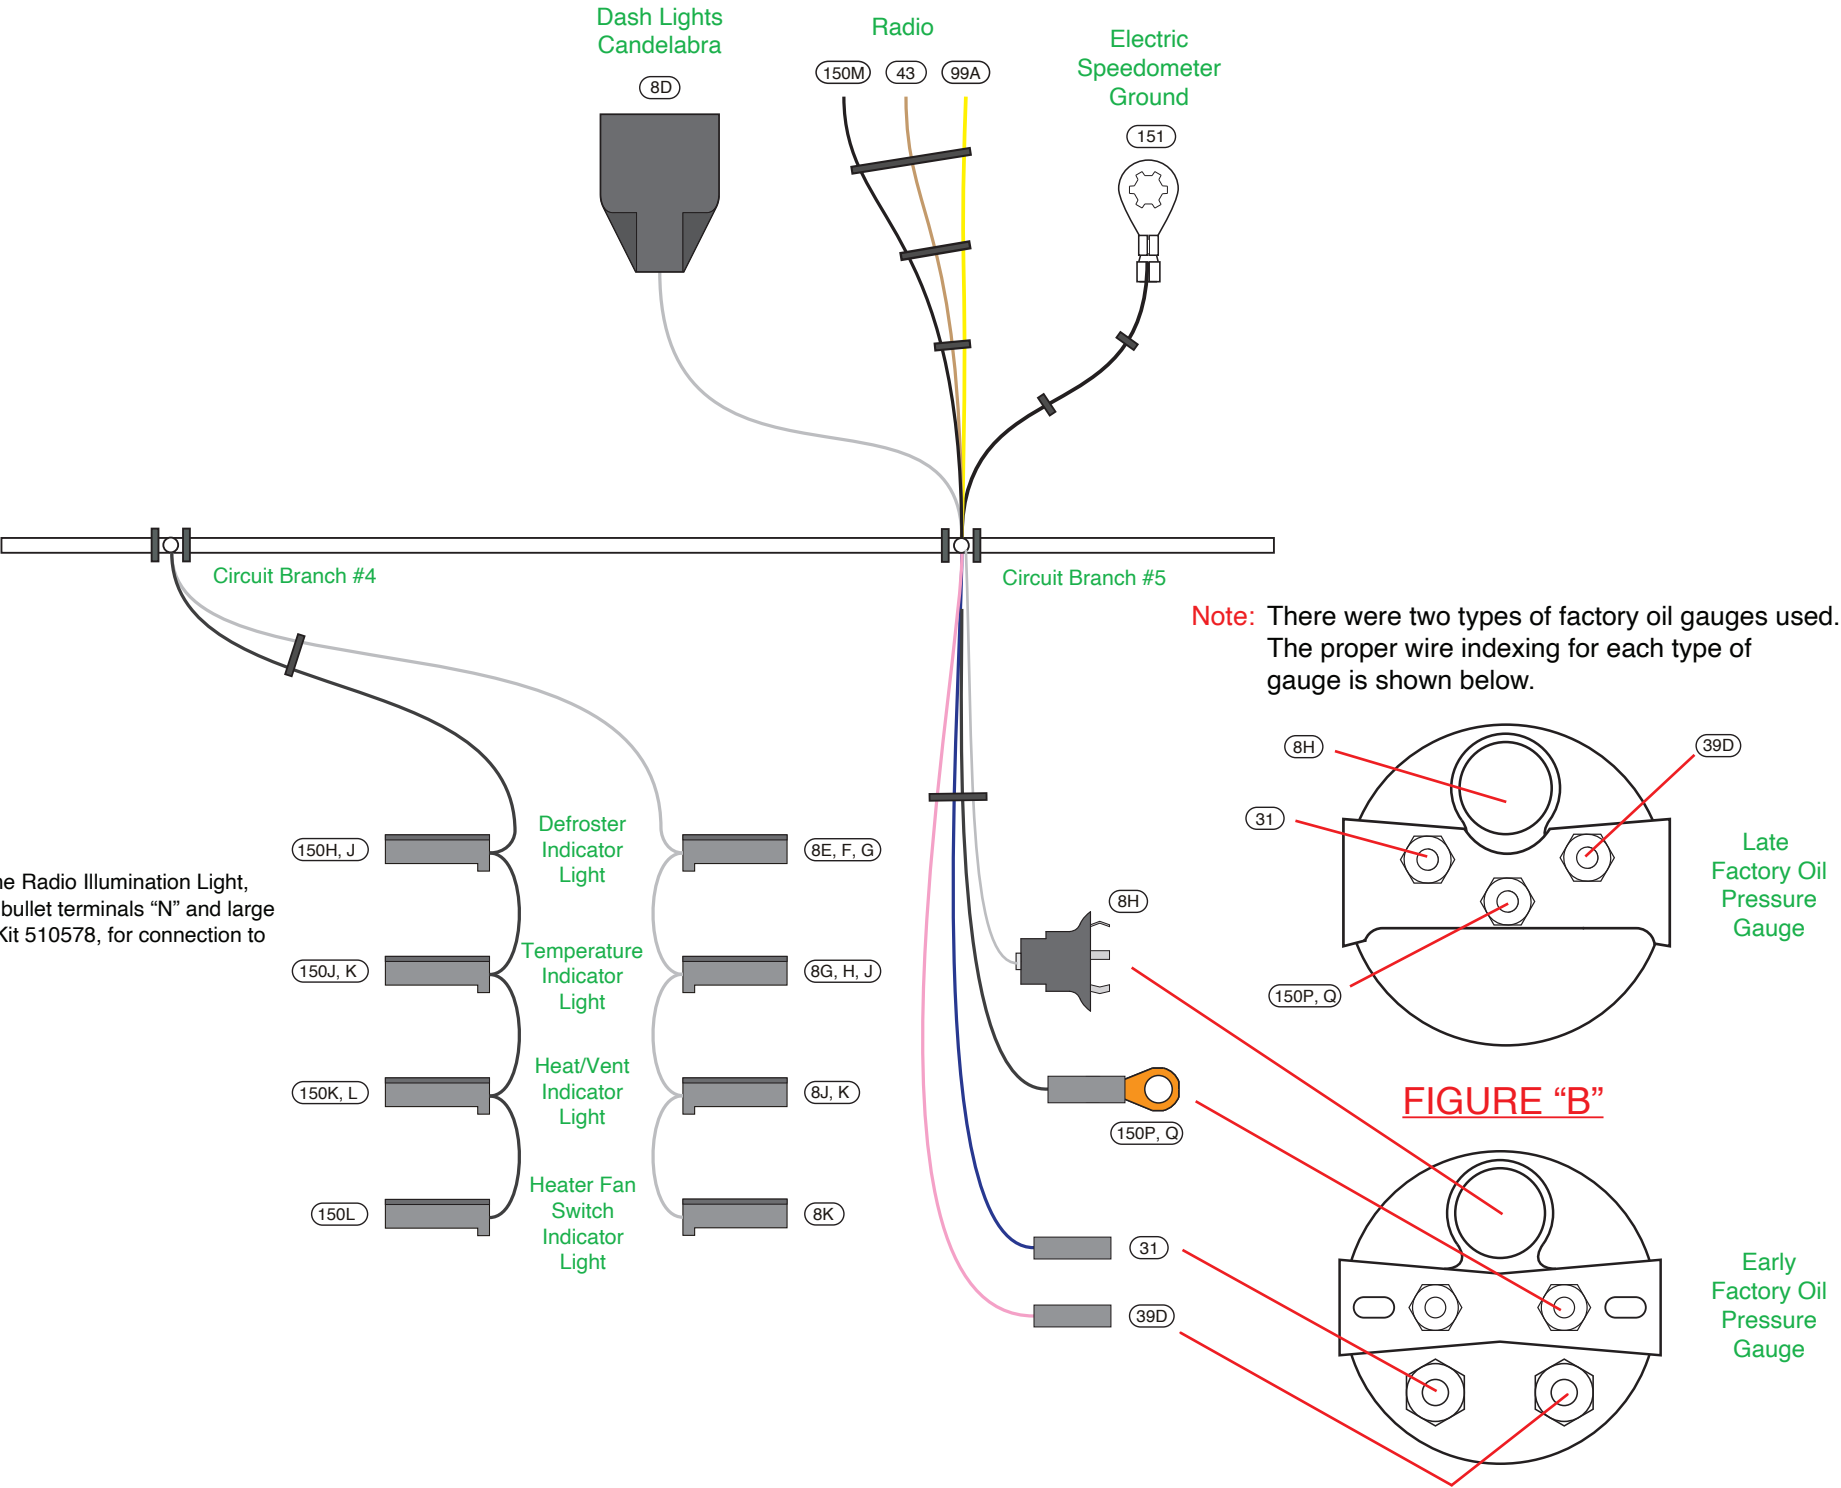 Dash Lights
Candelabra
8D
Radio
150M 43 99A
Electric
Speedometer
Ground
151
Circuit Branch #4
Circuit Branch #5
Note: There were two types of factory oil gauges used.
The proper wire indexing for each type of
gauge is shown below.
8H
39D
31
150P, Q
Late
Factory Oil
Pressure
Gauge
ne Radio Illumination Light,
bullet terminals “N” and large
Kit 510578, for connection to
150H, J
Defroster
Indicator
Light
8E, F, G
150J, K
Temperature
Indicator
Light
8G, H, J
150K, L
Heat/Vent
Indicator
Light
8J, K
150L
Heater Fan
Switch
Indicator
Light
8K
8H
150P, Q
31
39D
FIGURE “B”
Early
Factory Oil
Pressure
Gauge